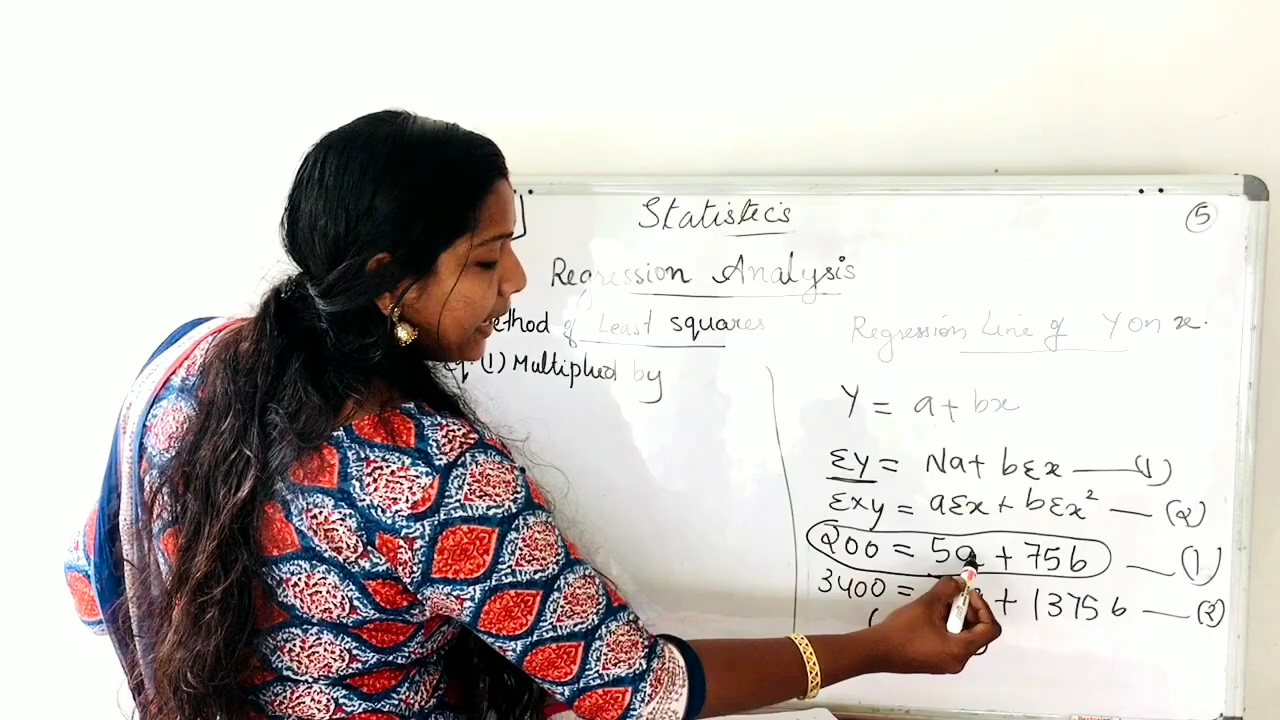 Statistics
5
Regression Analysis
ethod of Least squares
(1) Multiplied by
Regression Line of Y on x.
Y = a + bx
Σy = Na + bΣx —(1)
Σxy = aΣx + bΣx² —(2)
200 = 5a + 75b —(1)
3400 = + 1375b —(2)